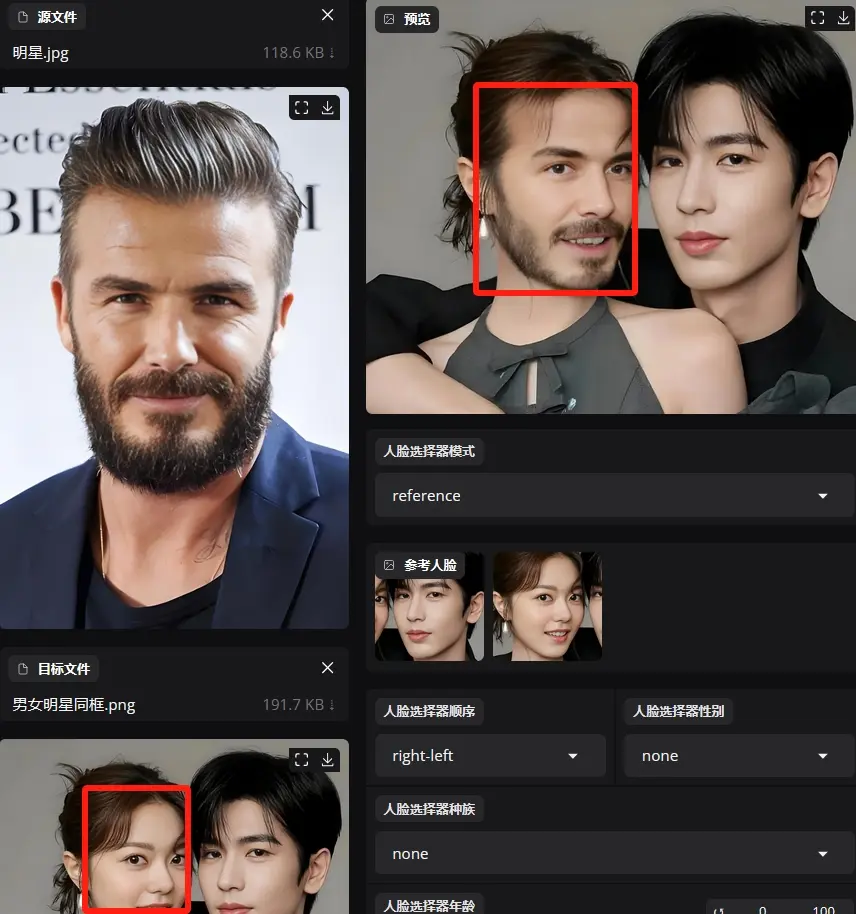 源文件
明星.jpg
118.6 KB ↓
ected
BE
M
目标文件
男女明星同框.png
191.7 KB ↓
预览
人脸选择器模式
reference
参考人脸
人脸选择器顺序
right-left
人脸选择器性别
none
人脸选择器种族
none
人脸选择器年龄
0
100